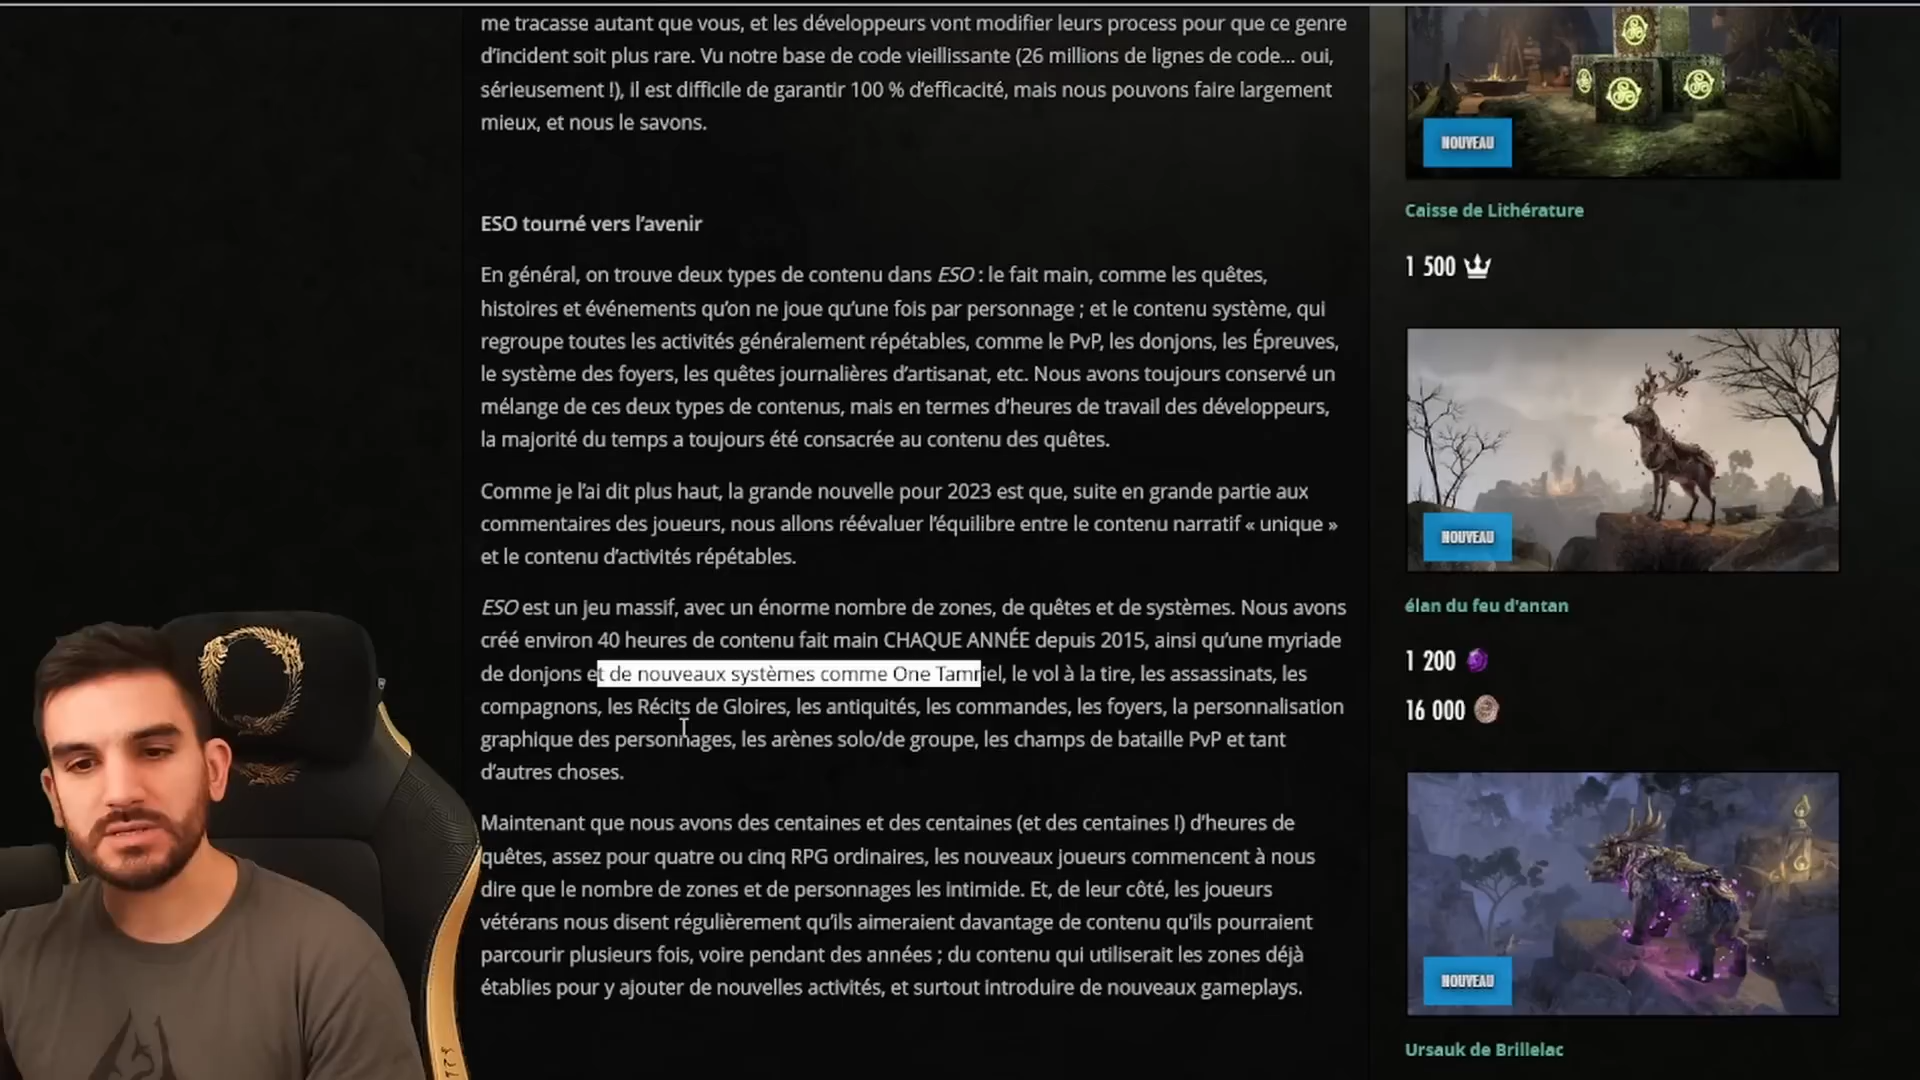 me tracasse autant que vous, et les développeurs vont modifier leurs process pour que ce genre
d'incident soit plus rare. Vu notre base de code vieillissante (26 millions de lignes de code... oui,
sérieusement !), il est difficile de garantir 100 % d'efficacité, mais nous pouvons faire largement
mieux, et nous le savons.
ESO tourné vers l'avenir
En général, on trouve deux types de contenu dans ESO : le fait main, comme les quêtes,
histoires et événements qu'on ne joue qu'une fois par personnage ; et le contenu système, qui
regroupe toutes les activités généralement répétables, comme le PvP, les donjons, les Épreuves,
le système des foyers, les quêtes journalières d'artisanat, etc. Nous avons toujours conservé un
mélange de ces deux types de contenus, mais en termes d'heures de travail des développeurs,
la majorité du temps a toujours été consacrée au contenu des quêtes.
Comme je l'ai dit plus haut, la grande nouvelle pour 2023 est que, suite en grande partie aux
commentaires des joueurs, nous allons réévaluer l'équilibre entre le contenu narratif « unique »
et le contenu d'activités répétables.
ESO est un jeu massif, avec un énorme nombre de zones, de quêtes et de systèmes. Nous avons
créé environ 40 heures de contenu fait main CHAQUE ANNÉE depuis 2015, ainsi qu'une myriade
de donjons et de nouveaux systèmes comme One Tamriel, le vol à la tire, les assassinats, les
compagnons, les Récits de Gloires, les antiquités, les commandes, les foyers, la personnalisation
graphique des personnages, les arènes solo/de groupe, les champs de bataille PvP et tant
d'autres choses.
Maintenant que nous avons des centaines et des centaines (et des centaines !) d'heures de
quêtes, assez pour quatre ou cinq RPG ordinaires, les nouveaux joueurs commencent à nous
dire que le nombre de zones et de personnages les intimide. Et, de leur côté, les joueurs
vétérans nous disent régulièrement qu'ils aimeraient davantage de contenu qu'ils pourraient
parcourir plusieurs fois, voire pendant des années ; du contenu qui utiliserait les zones déjà
établies pour y ajouter de nouvelles activités, et surtout introduire de nouveaux gameplays.
NOUVEAU
Caisse de Lithérature
1 500
NOUVEAU
élan du feu d'antan
1 200
16 000
NOUVEAU
Ursauk de Brillelac